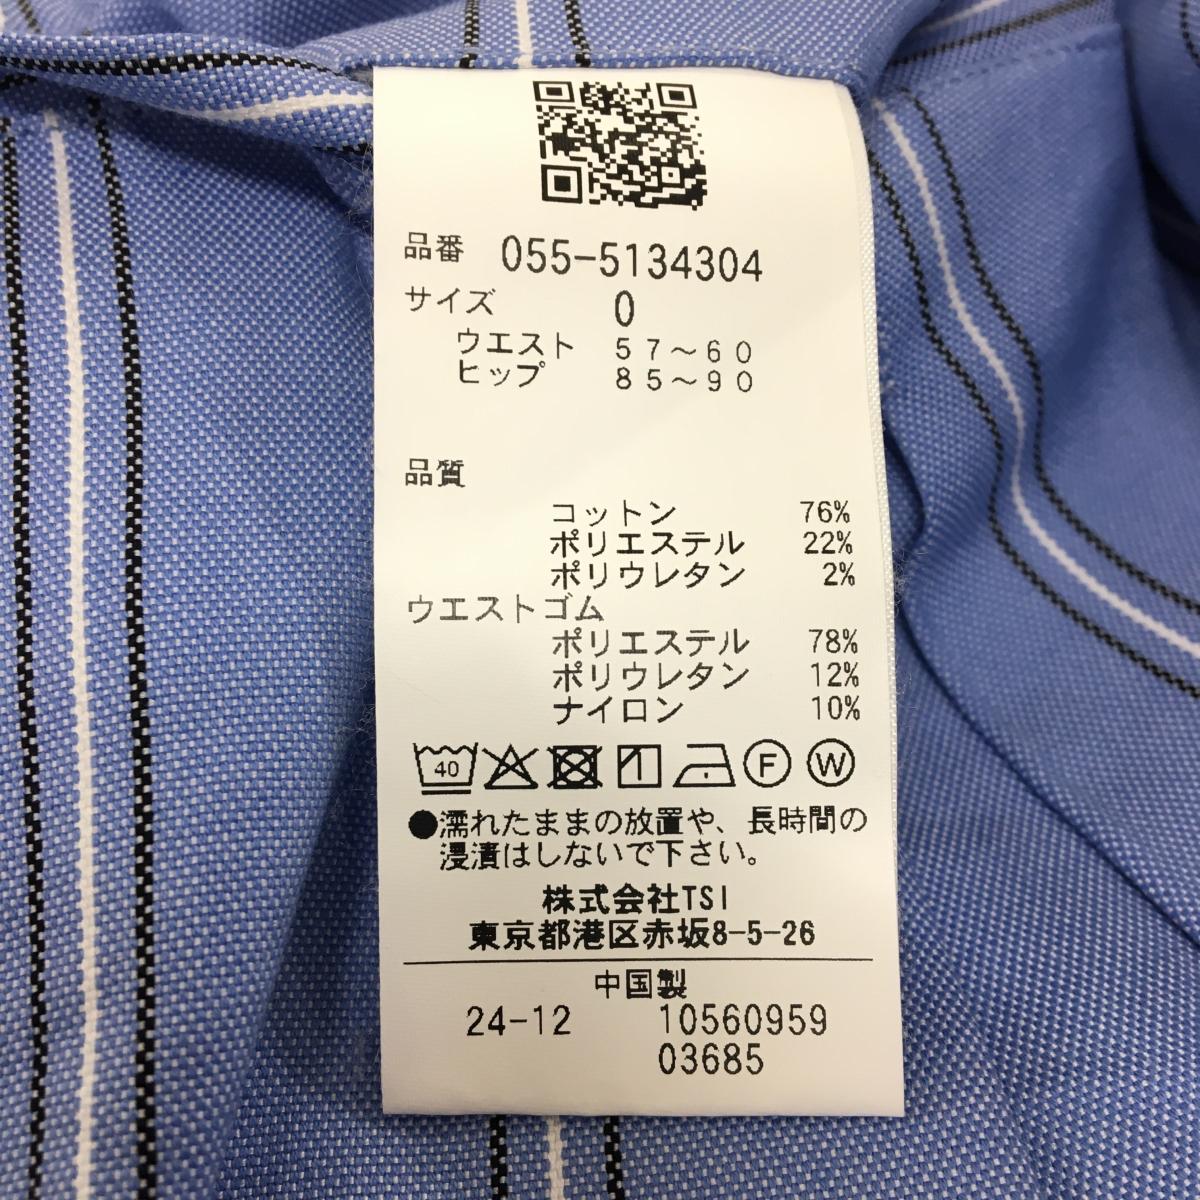 品番 055-5134304
サイズ 0
ウエスト 57～60
ヒップ 85～90
品質
コットン 76%
ポリエステル 22%
ポリウレタン 2%
ウエストゴム
ポリエステル 78%
ポリウレタン 12%
ナイロン 10%
40 F W
●濡れたままの放置や、長時間の
浸漬はしないで下さい。
株式会社TSI
東京都港区赤坂8-5-26
中国製
24-12 10560959
03685